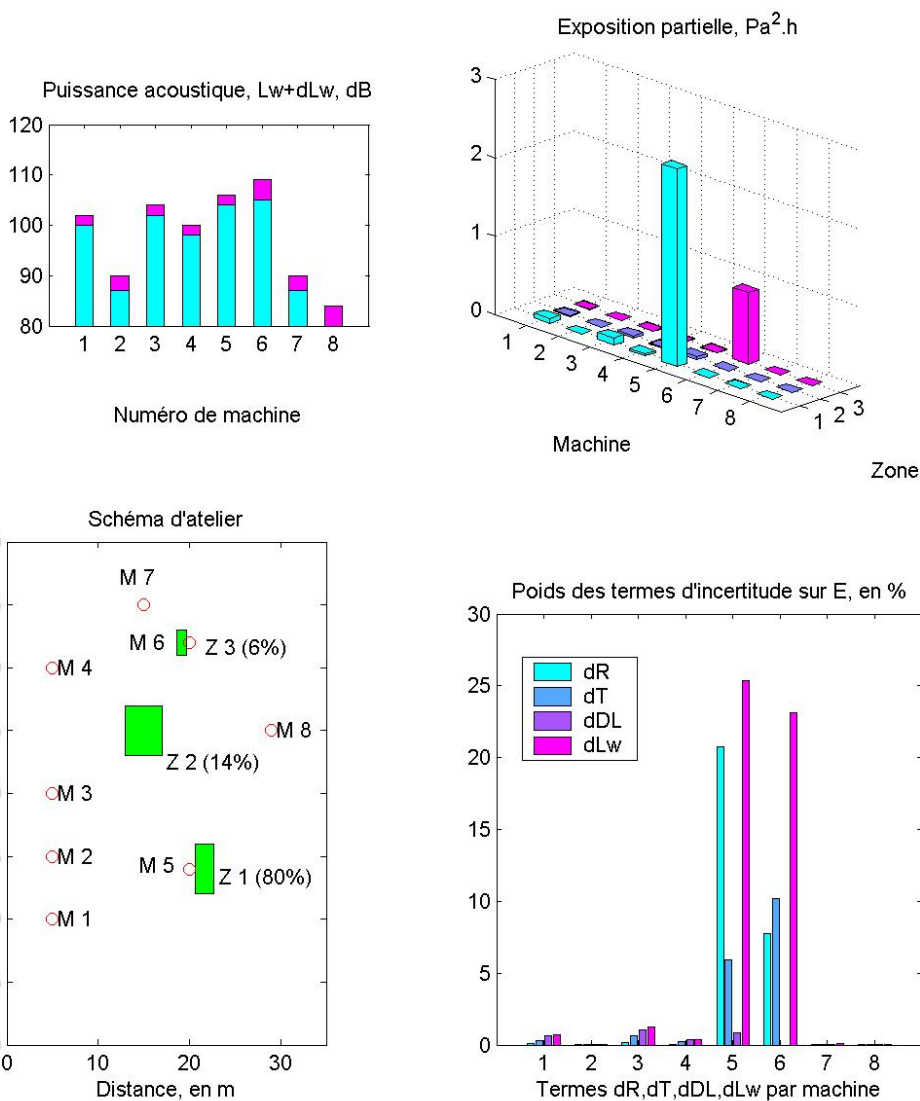 Puissance acoustique, Lw+dLw, dB
120
110
100
90
80
1 2 3 4 5 6 7 8
Numéro de machine
Exposition partielle, Pa².h
3
2
1
0
1 2 3 4 5 6 7 8
Machine
1 2 3
Zone
Schéma d'atelier
M 7
M 6
Z 3 (6%)
M 4
M 8
Z 2 (14%)
M 3
M 2
M 5
Z 1 (80%)
M 1
0 10 20 30
Distance, en m
Poids des termes d'incertitude sur E, en %
30
25
20
15
10
5
0
dR
dT
dDL
dLw
1 2 3 4 5 6 7 8
Termes dR,dT,dDL,dLw par machine